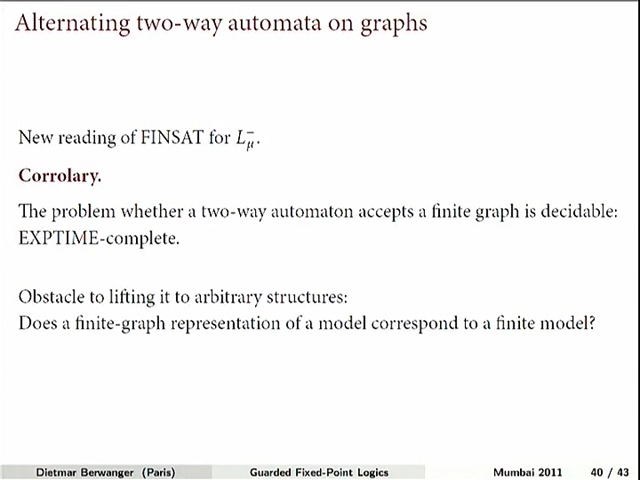 Alternating two-way automata on graphs
New reading of FINSAT for L⁻μ.
Corrolary.
The problem whether a two-way automaton accepts a finite graph is decidable:
EXPTIME-complete.
Obstacle to lifting it to arbitrary structures:
Does a finite-graph representation of a model correspond to a finite model?
Dietmar Berwanger (Paris) Guarded Fixed-Point Logics Mumbai 2011 40 / 43